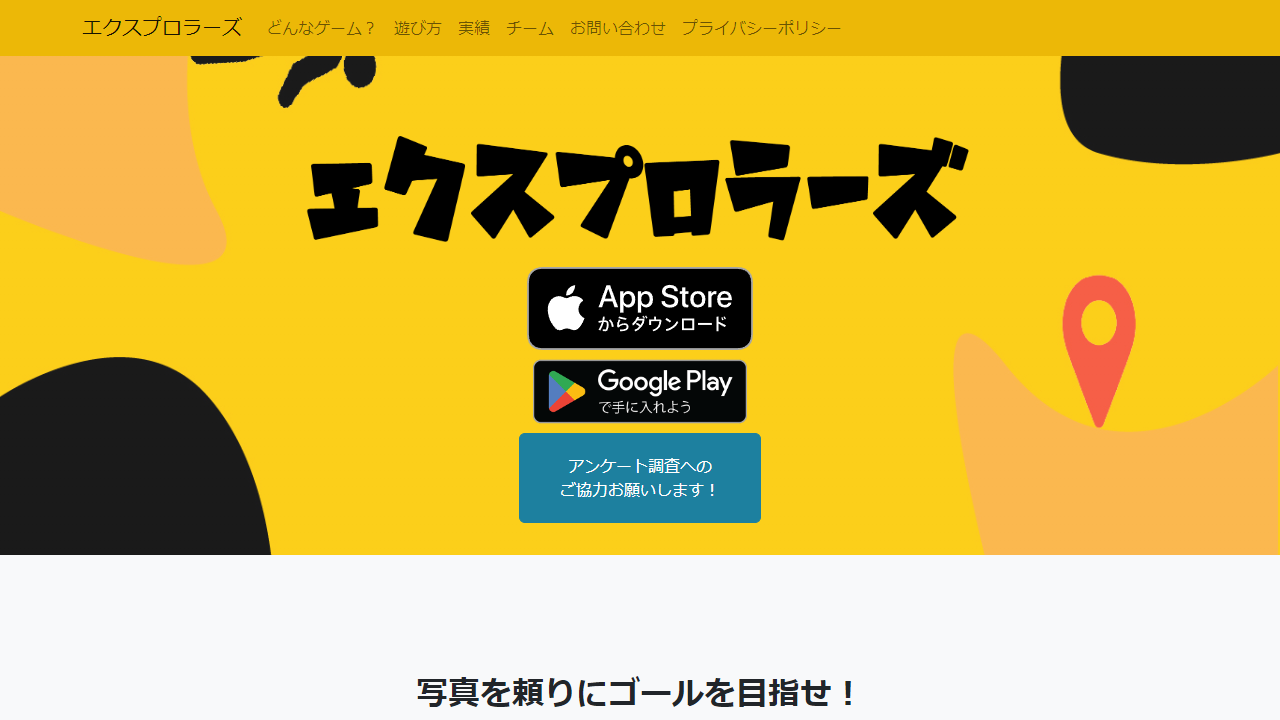 エクスプロラーズ どんなゲーム？ 遊び方 実績 チーム お問い合わせ プライバシーポリシー
エクスプロラーズ
App Store
からダウンロード
Google Play
で手に入れよう
アンケート調査への
ご協力お願いします！
写真を頼りにゴールを目指せ！